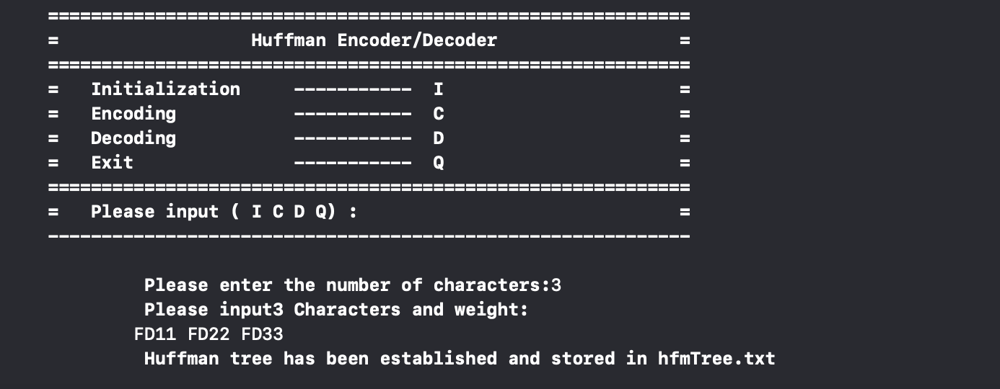 ============================================================
=                  Huffman Encoder/Decoder                 =
============================================================
=   Initialization     -----------  I                      =
=   Encoding           -----------  C                      =
=   Decoding           -----------  D                      =
=   Exit               -----------  Q                      =
============================================================
=   Please input ( I C D Q) :                              =
------------------------------------------------------------
Please enter the number of characters:3
Please input3 Characters and weight:
FD11 FD22 FD33
Huffman tree has been established and stored in hfmTree.txt